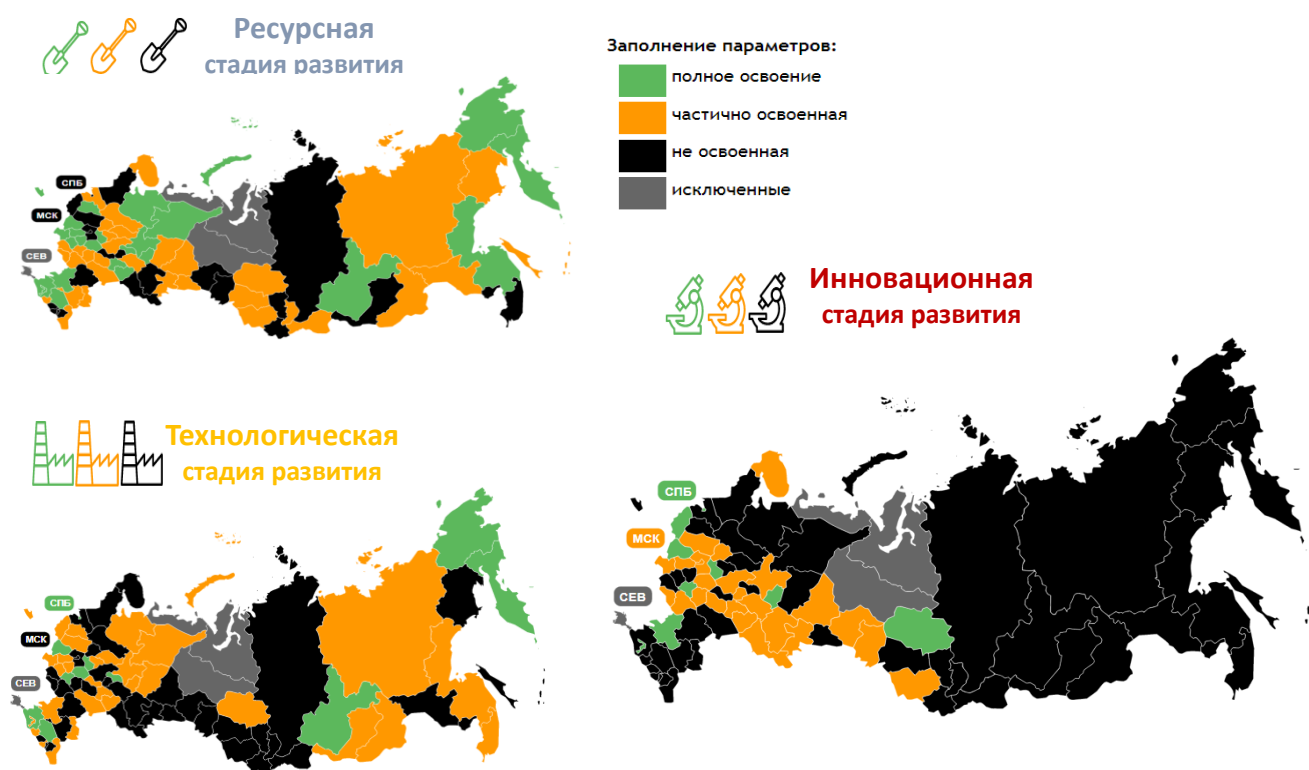 Ресурсная
стадия развития
СПБ
МСК
СЕВ
Заполнение параметров:
полное освоение
частично освоенная
не освоенная
исключенные
Инновационная
стадия развития
СПБ
МСК
СЕВ
Технологическая
стадия развития
СПБ
МСК
СЕВ